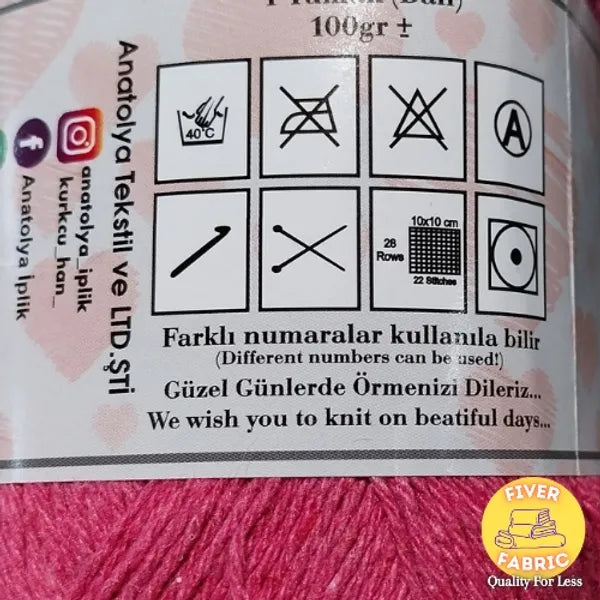 100gr ±
40°C
A
10x10 cm
28
Rows
22 Stitches
Farklı numaralar kullanıla bilir
(Different numbers can be used!)
Güzel Günlerde Örmenizi Dileriz...
We wish you to knit on beatiful days...
Anatolya Tekstil ve LTD.ŞTİ
anatolya_iplik
kurkcu_han_
Anatolya İplik
FIVER
FABRIC
Quality For Less